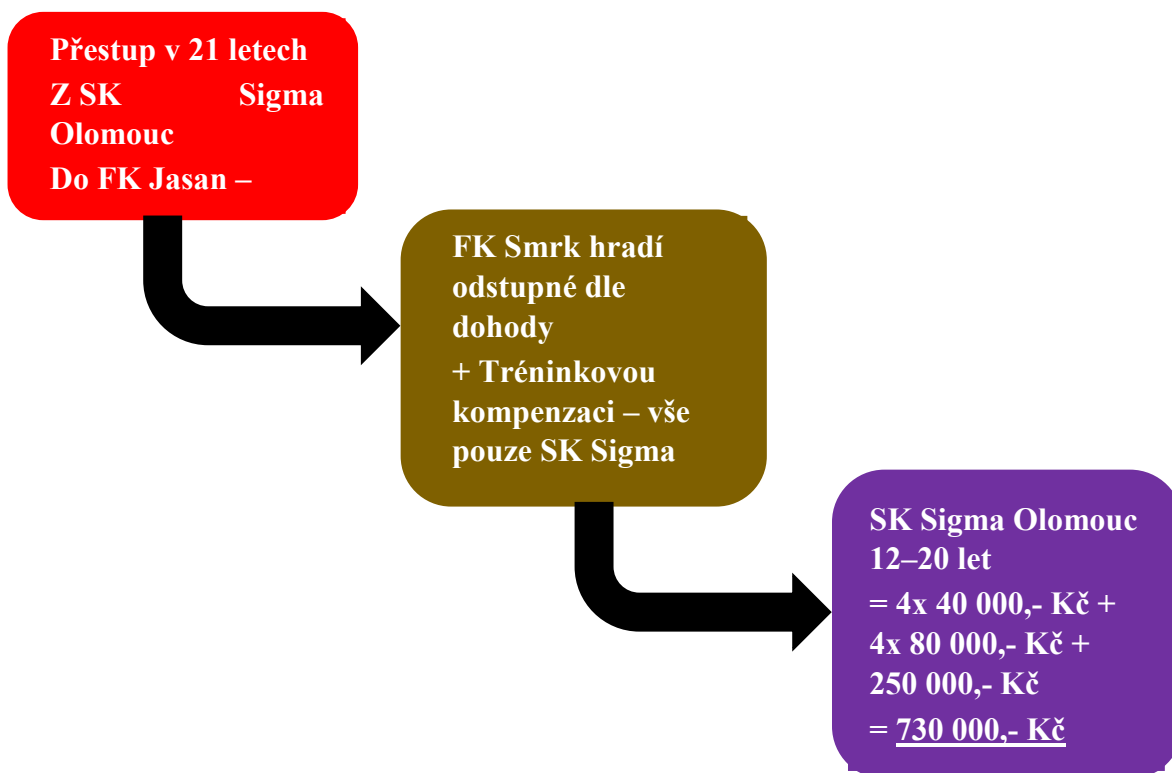 Přestup v 21 letech
Z SK Sigma
Olomouc
Do FK Jasan –
FK Smrk hradí
odstupné dle
dohody
+ Tréninkovou
kompenzaci – vše
pouze SK Sigma
SK Sigma Olomouc
12–20 let
= 4x 40 000,- Kč +
4x 80 000,- Kč +
250 000,- Kč
= 730 000,- Kč